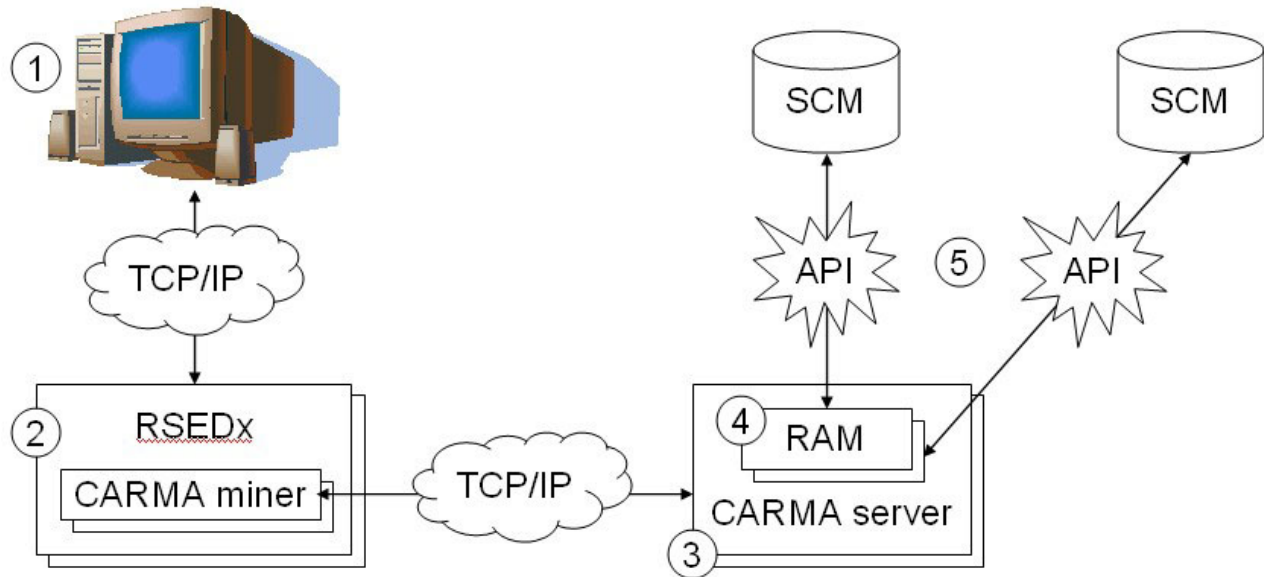 1
SCM
SCM
TCP/IP
API
5
API
2
RSEDx
CARMA miner
TCP/IP
4
RAM
CARMA server
3